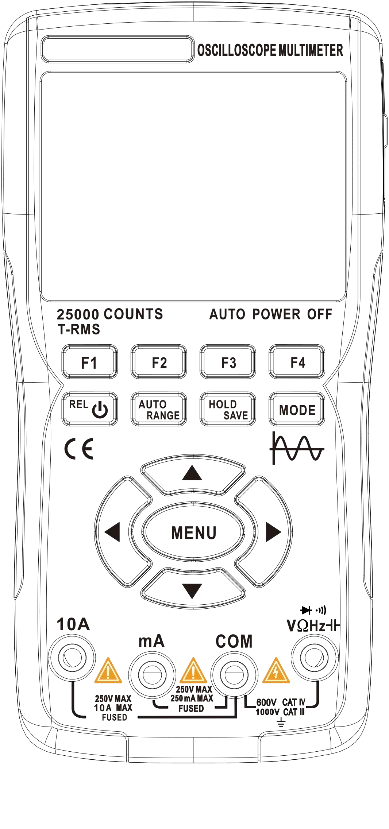 OSCILLOSCOPE MULTIMETER
25000 COUNTS AUTO POWER OFF
T-RMS
F1 F2 F3 F4
REL AUTO RANGE HOLD SAVE MODE
CE
MENU
10A mA COM VΩHz
250V MAX
10A MAX
FUSED
250V MAX
250mA MAX
FUSED
600V CAT IV
1000V CAT III